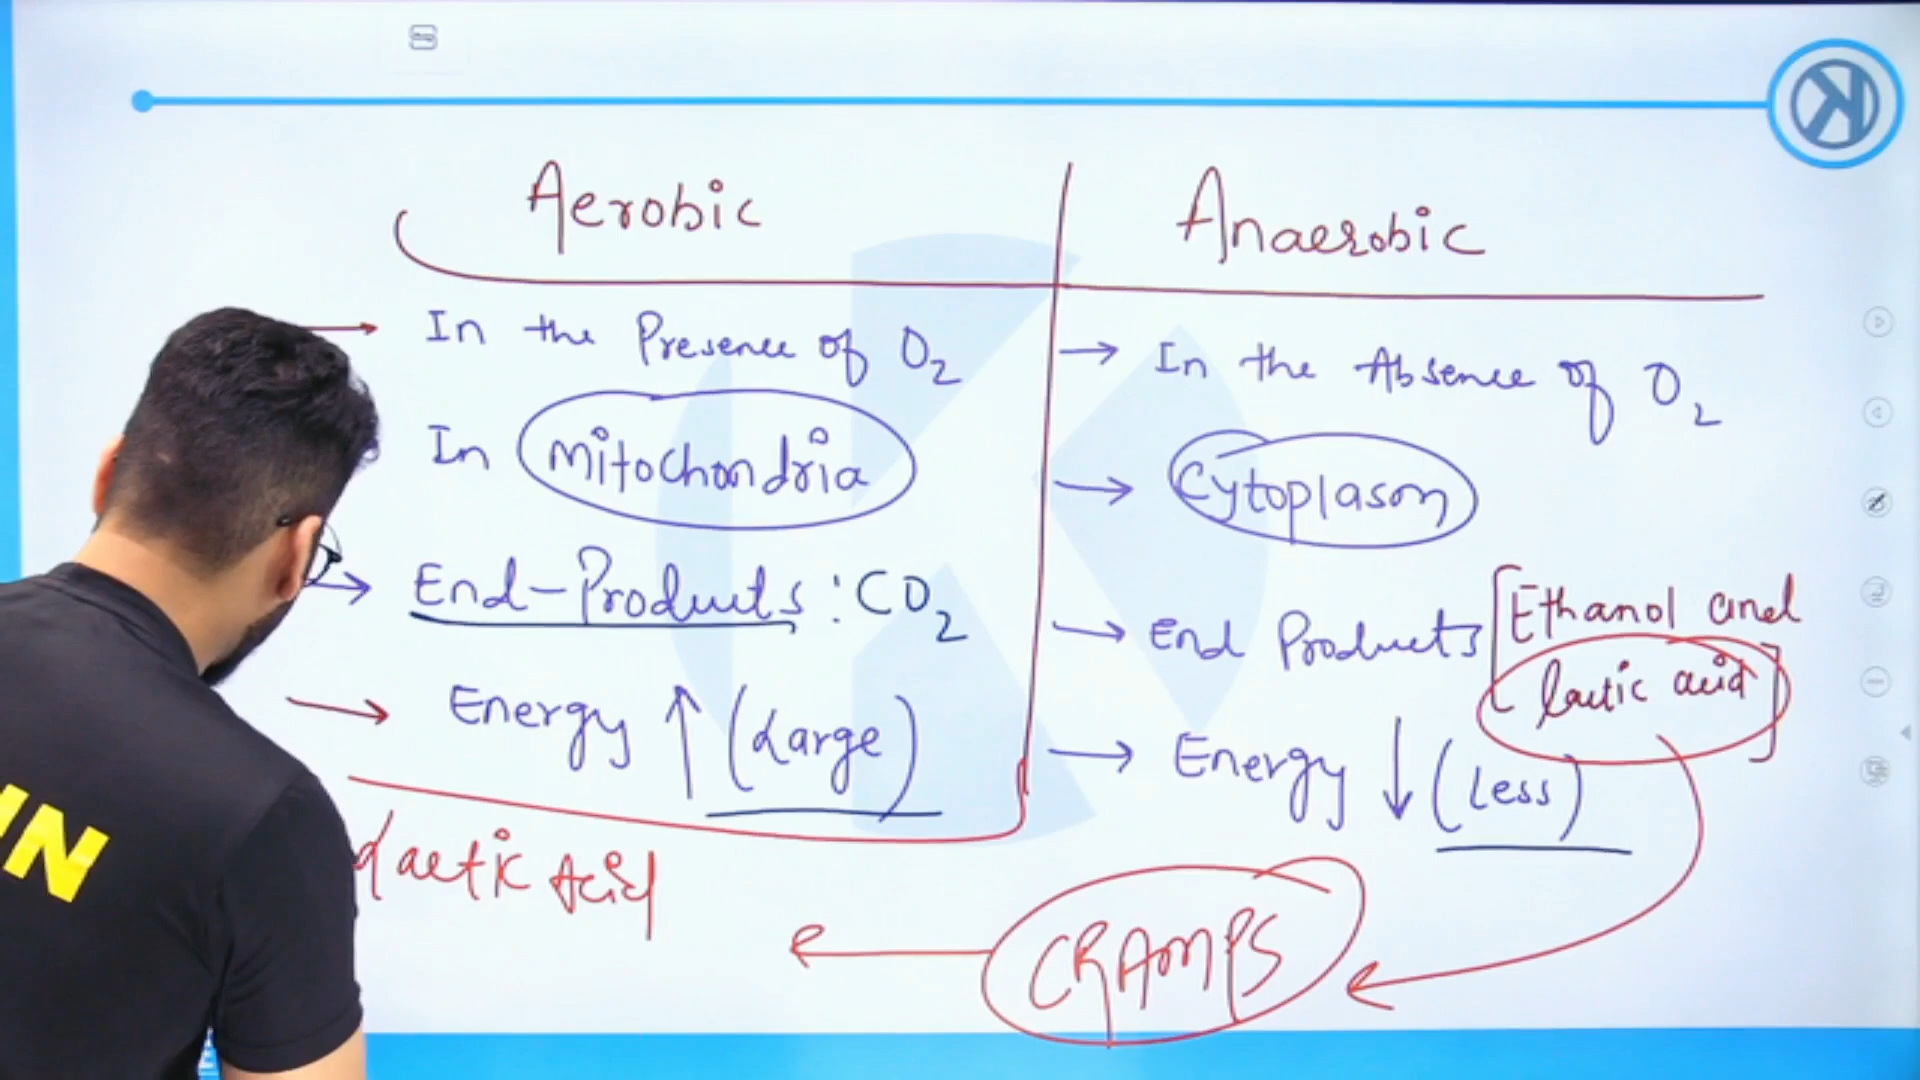 Aerobic
Anaerobic
In the Presence of O2
In the Absence of O2
In Mitochondria
Cytoplasm
End-Products : CO2
End Products [Ethanol and
lactic acid]
Energy ↑ (Large)
Energy ↓ (Less)
Lactic Acid
CRAMPS